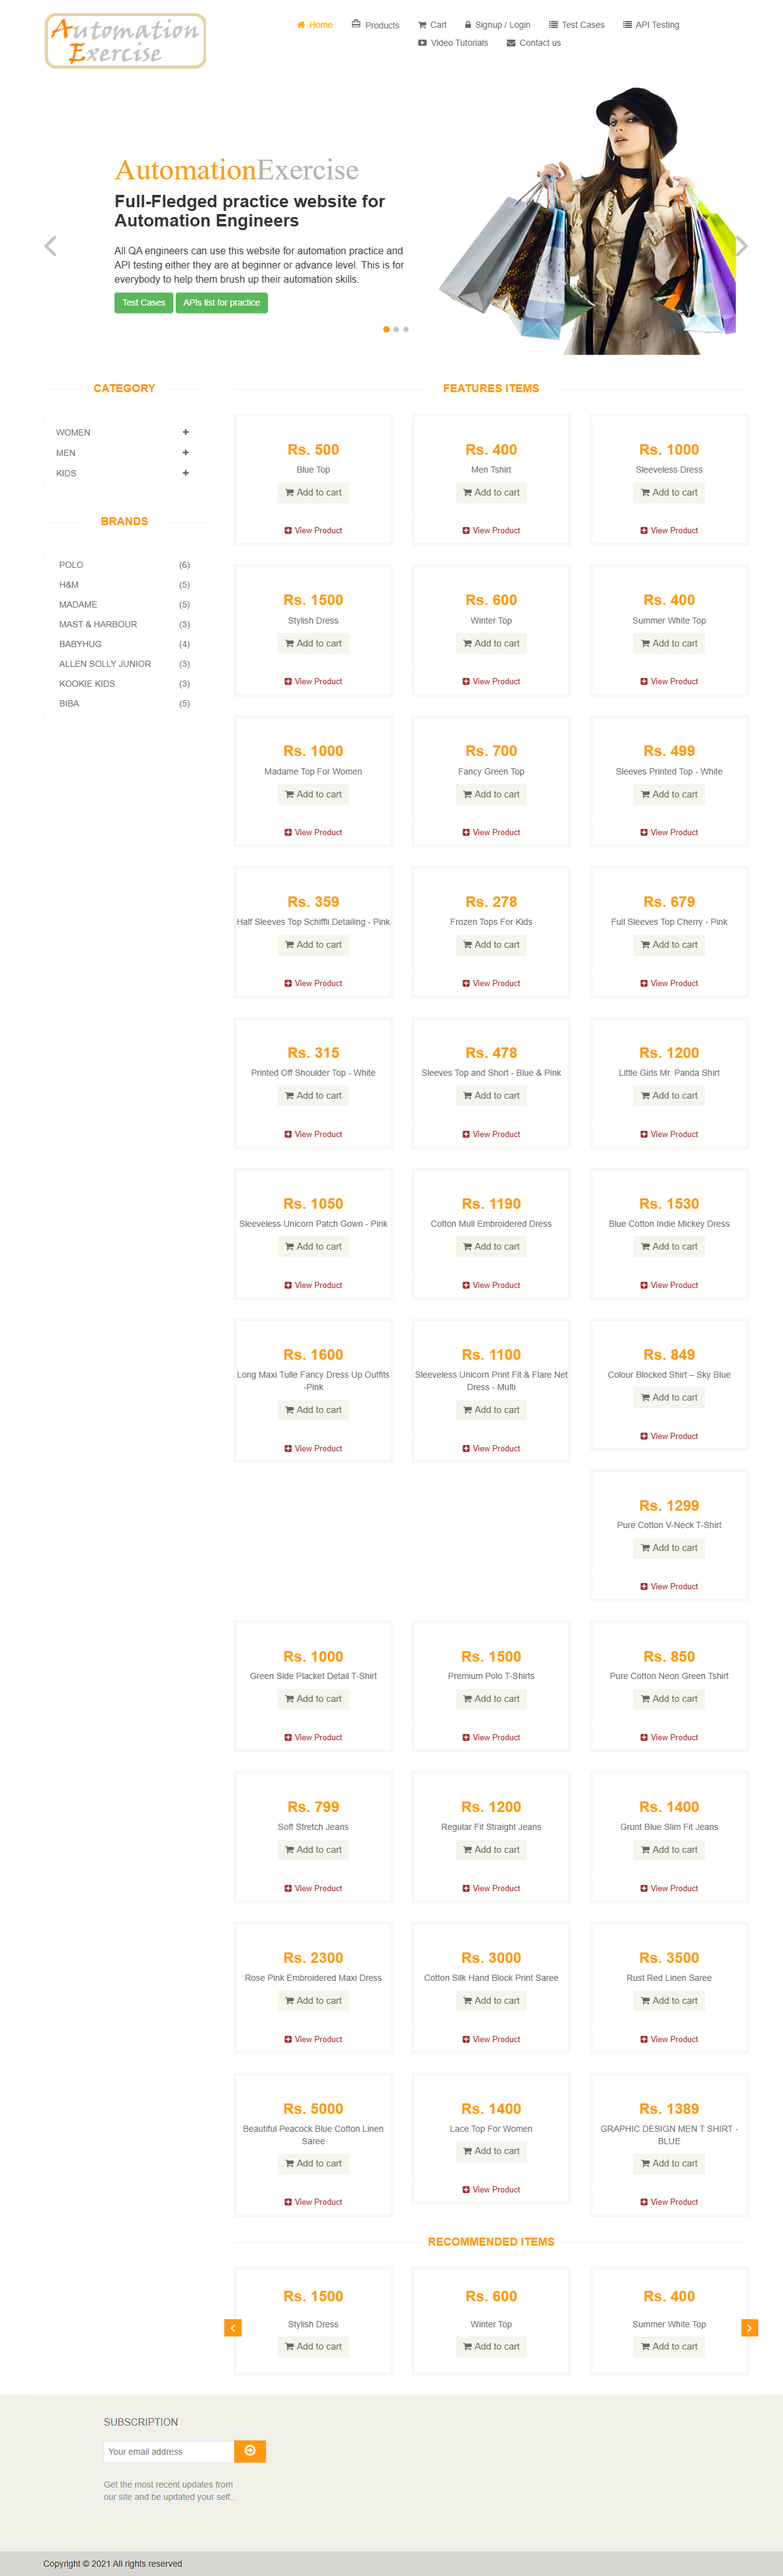 Automation
Exercise
Home
Products
Cart
Signup / Login
Test Cases
API Testing
Video Tutorials
Contact us
AutomationExercise
Full-Fledged practice website for
Automation Engineers
All QA engineers can use this website for automation practice and
API testing either they are at beginner or advance level. This is for
everybody to help them brush up their automation skills.
Test Cases
APIs list for practice
CATEGORY
WOMEN
MEN
KIDS
BRANDS
POLO (6)
H&M (5)
MADAME (5)
MAST & HARBOUR (3)
BABYHUG (4)
ALLEN SOLLY JUNIOR (3)
KOOKIE KIDS (3)
BIBA (5)
FEATURES ITEMS
Rs. 500
Blue Top
Add to cart
View Product
Rs. 400
Men Tshirt
Add to cart
View Product
Rs. 1000
Sleeveless Dress
Add to cart
View Product
Rs. 1500
Stylish Dress
Add to cart
View Product
Rs. 600
Winter Top
Add to cart
View Product
Rs. 400
Summer White Top
Add to cart
View Product
Rs. 1000
Madame Top For Women
Add to cart
View Product
Rs. 700
Fancy Green Top
Add to cart
View Product
Rs. 499
Sleeves Printed Top - White
Add to cart
View Product
Rs. 359
Half Sleeves Top Schiffli Detailing - Pink
Add to cart
View Product
Rs. 278
Frozen Tops For Kids
Add to cart
View Product
Rs. 679
Full Sleeves Top Cherry - Pink
Add to cart
View Product
Rs. 315
Printed Off Shoulder Top - White
Add to cart
View Product
Rs. 478
Sleeves Top and Short - Blue & Pink
Add to cart
View Product
Rs. 1200
Little Girls Mr. Panda Shirt
Add to cart
View Product
Rs. 1050
Sleeveless Unicorn Patch Gown - Pink
Add to cart
View Product
Rs. 1190
Cotton Mull Embroidered Dress
Add to cart
View Product
Rs. 1530
Blue Cotton Indie Mickey Dress
Add to cart
View Product
Rs. 1600
Long Maxi Tulle Fancy Dress Up Outfits
-Pink
Add to cart
View Product
Rs. 1100
Sleeveless Unicorn Print Fit & Flare Net
Dress - Multi
Add to cart
View Product
Rs. 849
Colour Blocked Shirt – Sky Blue
Add to cart
View Product
Rs. 1299
Pure Cotton V-Neck T-Shirt
Add to cart
View Product
Rs. 1000
Green Side Placket Detail T-Shirt
Add to cart
View Product
Rs. 1500
Premium Polo T-Shirts
Add to cart
View Product
Rs. 850
Pure Cotton Neon Green Tshirt
Add to cart
View Product
Rs. 799
Soft Stretch Jeans
Add to cart
View Product
Rs. 1200
Regular Fit Straight Jeans
Add to cart
View Product
Rs. 1400
Grunt Blue Slim Fit Jeans
Add to cart
View Product
Rs. 2300
Rose Pink Embroidered Maxi Dress
Add to cart
View Product
Rs. 3000
Cotton Silk Hand Block Print Saree
Add to cart
View Product
Rs. 3500
Rust Red Linen Saree
Add to cart
View Product
Rs. 5000
Beautiful Peacock Blue Cotton Linen
Saree
Add to cart
View Product
Rs. 1400
Lace Top For Women
Add to cart
View Product
Rs. 1389
GRAPHIC DESIGN MEN T SHIRT -
BLUE
Add to cart
View Product
RECOMMENDED ITEMS
Rs. 1500
Stylish Dress
Add to cart
Rs. 600
Winter Top
Add to cart
Rs. 400
Summer White Top
Add to cart
SUBSCRIPTION
Your email address
Get the most recent updates from
our site and be updated your self...
Copyright © 2021 All rights reserved